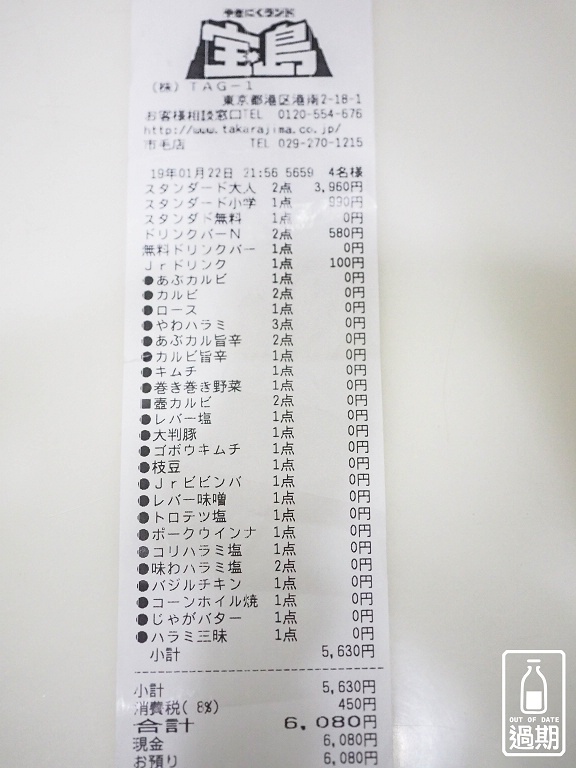 やきにくランド
宝島
(株)TAG-1
東京都港区港南2-18-1
お客様相談窓口TEL 0120-554-676
http://www.takarajima.co.jp/
市毛店 TEL 029-270-1215
19年01月22日 21:56 5659 4名様
スタンダード大人 2点 3,960円
スタンダード小学 1点 990円
スタンダド無料 1点 0円
ドリンクバーN 2点 580円
無料ドリンクバー 1点 0円
Jrドリンク 1点 100円
●あぶカルビ 1点 0円
●カルビ 2点 0円
●ロース 1点 0円
●やわハラミ 3点 0円
●あぶカル旨辛 2点 0円
●カルビ旨辛 1点 0円
●キムチ 1点 0円
●巻き巻き野菜 1点 0円
■壺カルビ 2点 0円
●レバー塩 1点 0円
●大判豚 1点 0円
●ゴボウキムチ 1点 0円
●枝豆 1点 0円
●Jrビビンバ 1点 0円
●レバー味噌 1点 0円
●トロテツ塩 1点 0円
●ポークウインナ 1点 0円
●コリハラミ塩 1点 0円
●味わハラミ塩 2点 0円
●バジルチキン 1点 0円
●コーンホイル焼 1点 0円
●じゃがバター 1点 0円
●ハラミ三昧 1点 0円
小計 5,630円
小計 5,630円
消費税( 8%) 450円
合計 6,080円
現金 6,080円
お預り 6,080円
OUT OF DATE
過期